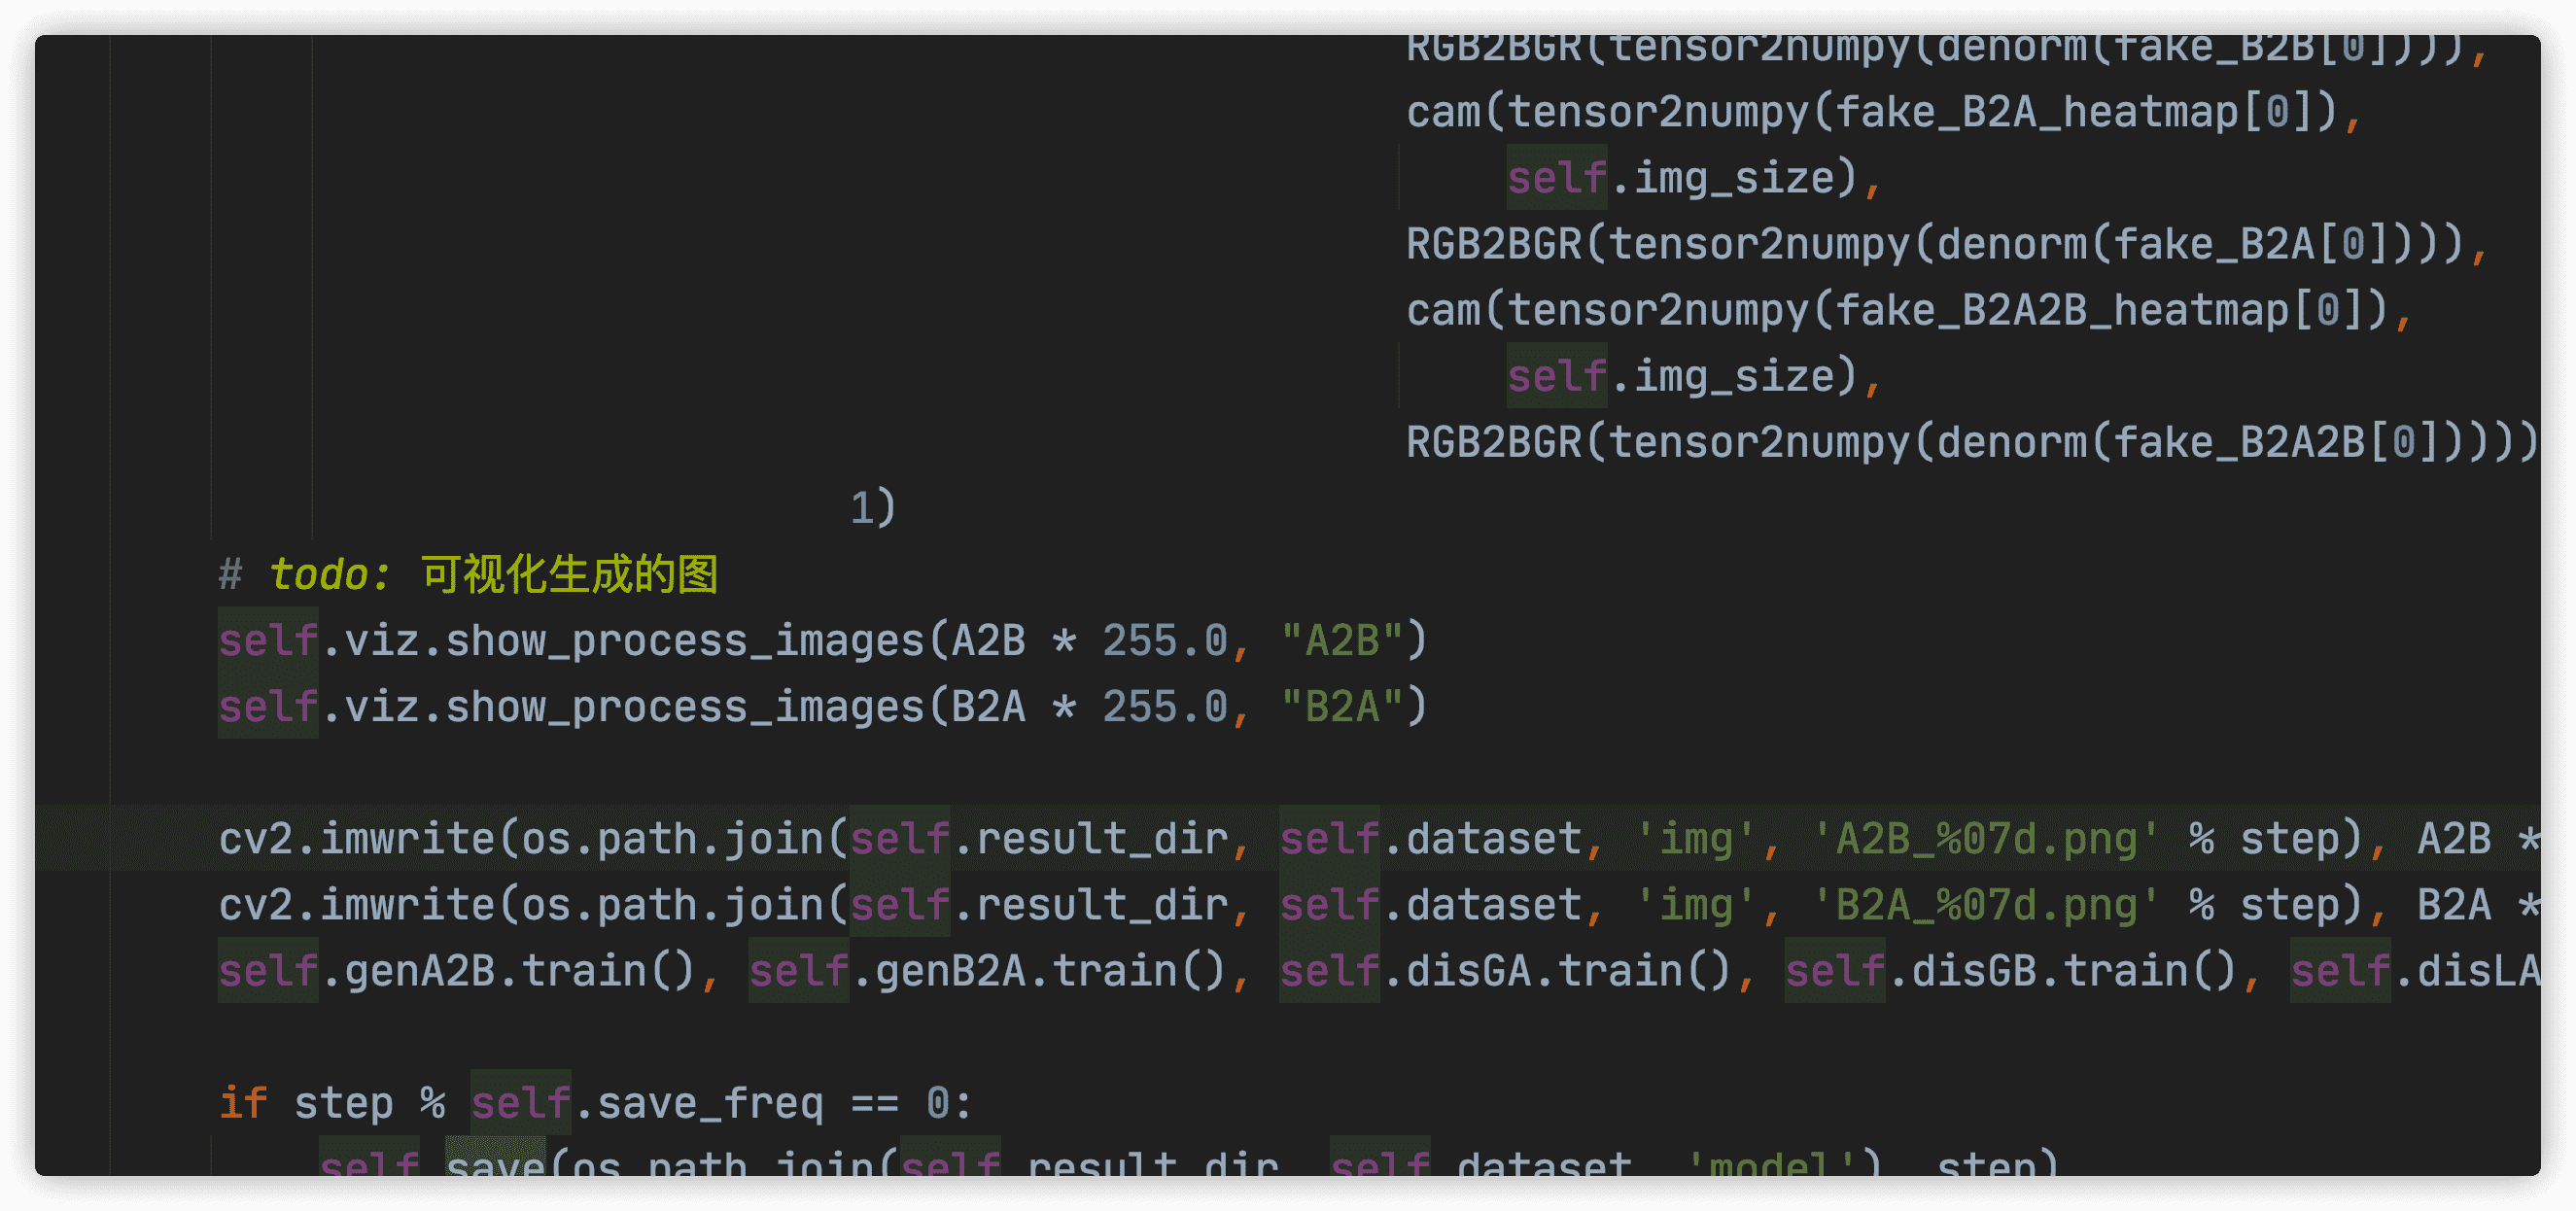 RGB2BGR(tensor2numpy(denorm(fake_B2B[0]))),
cam(tensor2numpy(fake_B2A_heatmap[0]),
self.img_size),
RGB2BGR(tensor2numpy(denorm(fake_B2A[0]))),
cam(tensor2numpy(fake_B2A2B_heatmap[0]),
self.img_size),
RGB2BGR(tensor2numpy(denorm(fake_B2A2B[0]))))
1)
# todo: 可视化生成的图
self.viz.show_process_images(A2B * 255.0, "A2B")
self.viz.show_process_images(B2A * 255.0, "B2A")
cv2.imwrite(os.path.join(self.result_dir, self.dataset, 'img', 'A2B_%07d.png' % step), A2B *
cv2.imwrite(os.path.join(self.result_dir, self.dataset, 'img', 'B2A_%07d.png' % step), B2A *
self.genA2B.train(), self.genB2A.train(), self.disGA.train(), self.disGB.train(), self.disLA
if step % self.save_freq == 0:
self.save(os.path.join(self.result_dir, self.dataset, 'model'), step)